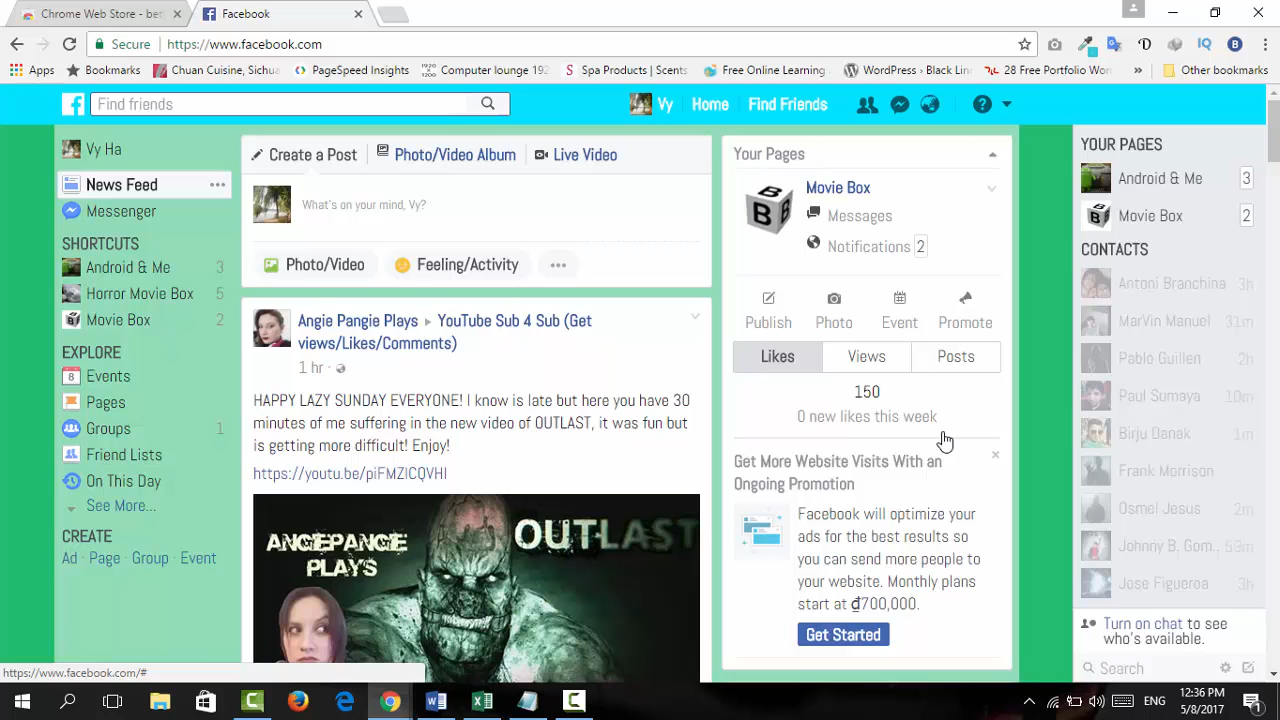 Chrome Web Store - bet
Facebook
Secure
https://www.facebook.com
Apps
Bookmarks
Chuan Cuisine, Sichua
PageSpeed Insights
Computer lounge 192
Spa Products | Scents
Free Online Learning
WordPress › Black Lin
28 Free Portfolio Wor
Other bookmarks
Find friends
Vy
Home
Find Friends
Vy Ha
News Feed
Messenger
SHORTCUTS
Android & Me 3
Horror Movie Box 5
Movie Box 2
EXPLORE
Events
Pages
Groups 1
Friend Lists
On This Day
See More...
CREATE
Ad · Page · Group · Event
Create a Post
Photo/Video Album
Live Video
What's on your mind, Vy?
Photo/Video
Feeling/Activity
Angie Pangie Plays ▸ YouTube Sub 4 Sub (Get
views/Likes/Comments)
1 hr ·
HAPPY LAZY SUNDAY EVERYONE! I know is late but here you have 30
minutes of me suffering in the new video of OUTLAST, it was fun but
is getting more difficult! Enjoy!
ANGIEPANGIE
PLAYS
OUTLAST
Your Pages
Movie Box
Messages
Notifications 2
Publish
Photo
Event
Promote
Likes
Views
Posts
150
0 new likes this week
Get More Website Visits With an
Ongoing Promotion
Facebook will optimize your
ads for the best results so
you can send more people to
your website. Monthly plans
start at ₫700,000.
Get Started
YOUR PAGES
Android & Me 3
Movie Box 2
CONTACTS
Antoni Branchina 3h
MarVin Manuel 31m
Pablo Guillen 2h
Paul Sumaya 10m
Birju Danak 1m
Frank Morrison
Osmel Jesus 2m
Johnny B. Gom...
Jose Figueroa 3h
Turn on chat to see
who's available.
Search
https://www.facebook.com/#
ENG
12:36 PM
5/8/2017